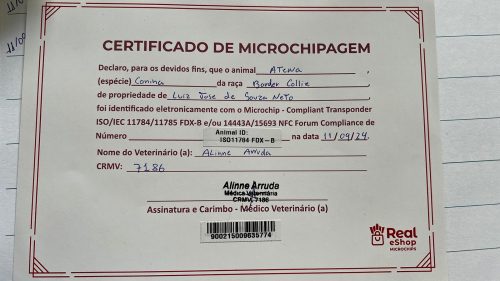 CERTIFICADO DE MICROCHIPAGEM
Declaro, para os devidos fins, que o animal Atena,
(espécie) Canina da raça Border Collie,
de propriedade de Luiz Jose de Souza Neto,
foi identificado eletronicamente com o Microchip - Compliant Transponder
ISO/IEC 11784/11785 FDX-B e/ou 14443A/15693 NFC Forum Compliance de
Número Animal ID: ISO11784 FDX-B na data 11/09/24.
Nome do Veterinário (a): Alinne Arruda
CRMV: 7186
Alinne Arruda
Médica Veterinária
CRMV 7186
Assinatura e Carimbo - Médico Veterinário (a)
900215009835774
Real
eShop
MICROCHIPS